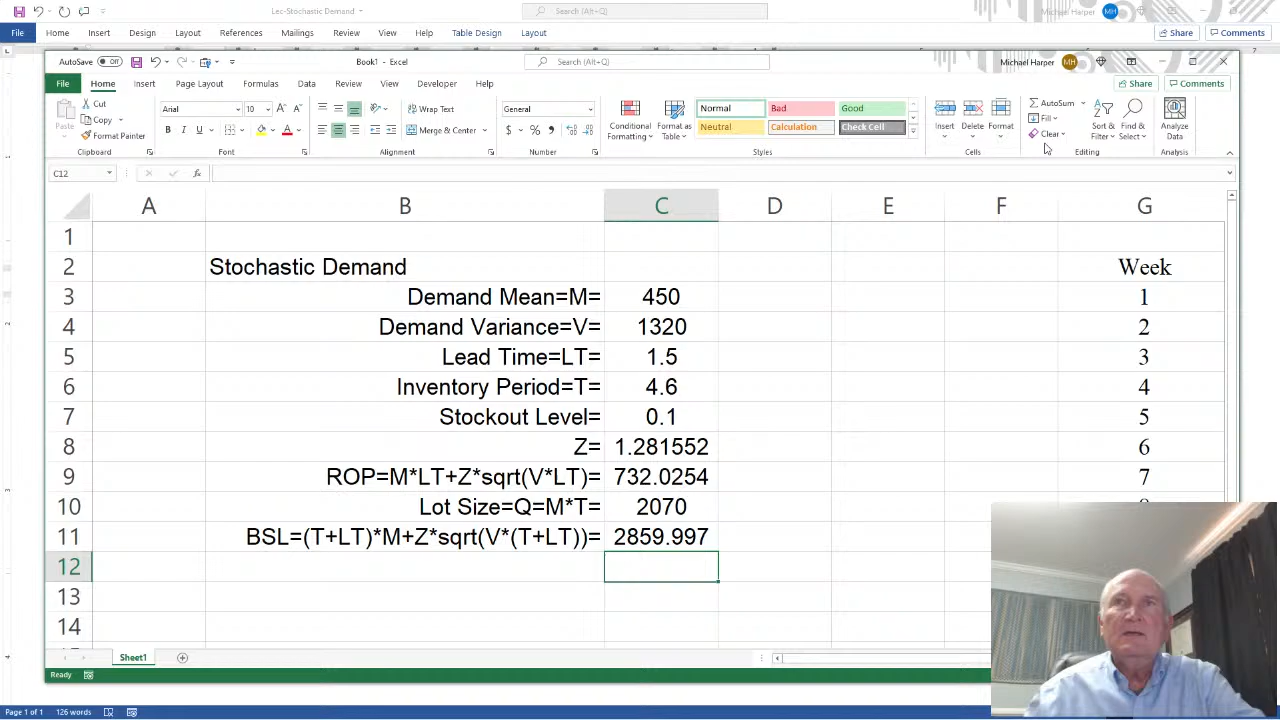 Lec-Stochastic Demand
Search (Alt+Q)
Michael Harper MH
File Home Insert Design Layout References Mailings Review View Help Table Design Layout Share Comments
AutoSave Off Book1 - Excel Search (Alt+Q) Michael Harper MH
File Home Insert Page Layout Formulas Data Review View Developer Help Share Comments
Paste Cut Copy Format Painter
Arial 10
Wrap Text Merge & Center
General
Conditional Formatting Format as Table
Normal Bad Good
Neutral Calculation Check Cell
Insert Delete Format
AutoSum Fill Clear Sort & Filter Find & Select
Analyze Data
Clipboard Font Alignment Number Styles Cells Editing Analysis
C12 fx
A B C D E F G
1
2 Stochastic Demand Week
3 Demand Mean=M= 450 1
4 Demand Variance=V= 1320 2
5 Lead Time=LT= 1.5 3
6 Inventory Period=T= 4.6 4
7 Stockout Level= 0.1 5
8 Z= 1.281552 6
9 ROP=M*LT+Z*sqrt(V*LT)= 732.0254 7
10 Lot Size=Q=M*T= 2070
11 BSL=(T+LT)*M+Z*sqrt(V*(T+LT))= 2859.997
12
13
14
Sheet1
Ready
Page 1 of 1 126 words